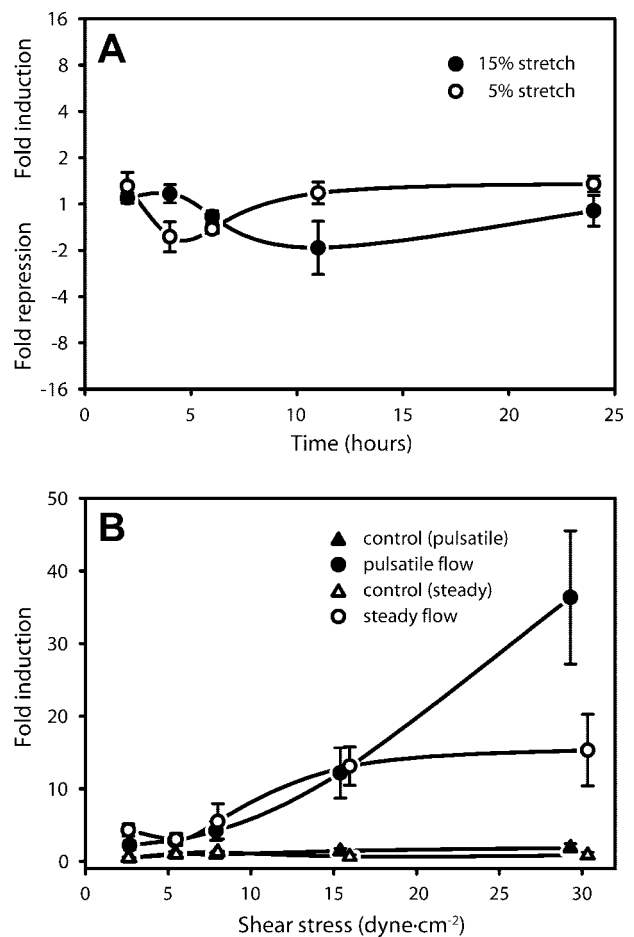 A
16
8
4
2
1
-2
-4
-8
-16
Fold induction
Fold repression
15% stretch
5% stretch
0 5 10 15 20 25
Time (hours)
B
50
40
30
20
10
0
Fold induction
control (pulsatile)
pulsatile flow
control (steady)
steady flow
0 5 10 15 20 25 30
Shear stress (dyne·cm⁻²)